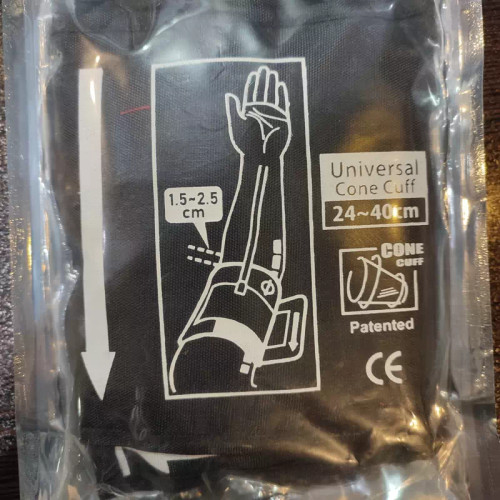 1.5~2.5
cm
Universal
Cone Cuff
24~40cm
CONE
CUFF
Patented
CE